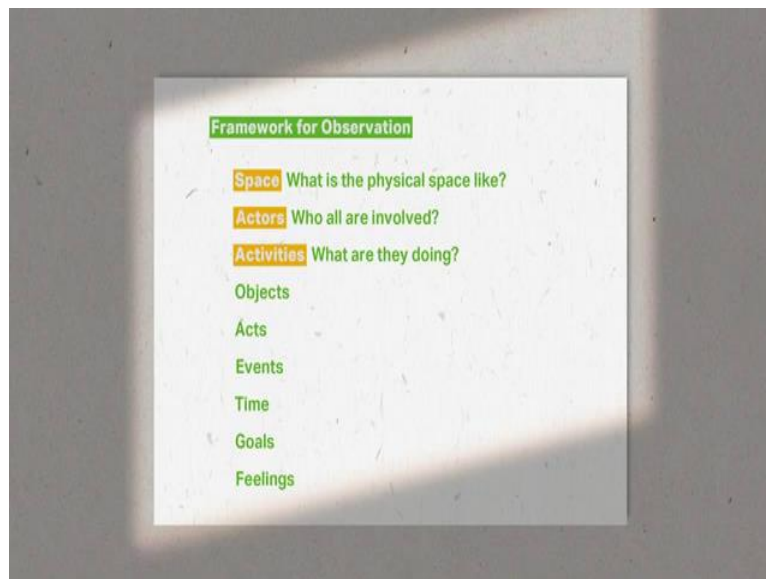 Framework for Observation
Space What is the physical space like?
Actors Who all are involved?
Activities What are they doing?
Objects
Acts
Events
Time
Goals
Feelings